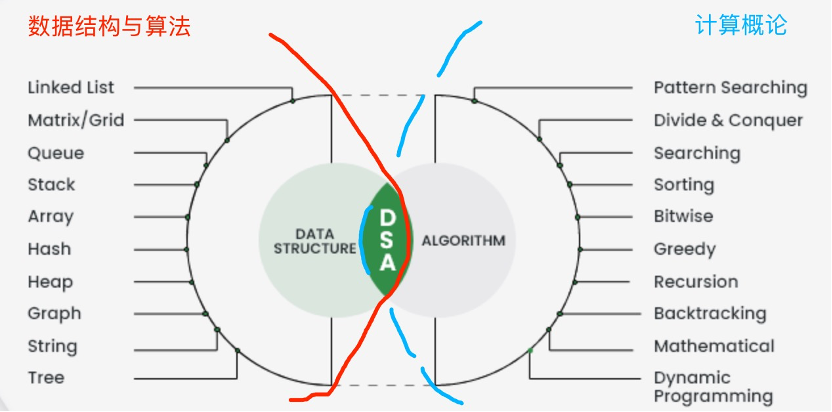 数据结构与算法
计算概论
Linked List
Matrix/Grid
Queue
Stack
Array
Hash
Heap
Graph
String
Tree
DATA
STRUCTURE
D
S
A
ALGORITHM
Pattern Searching
Divide & Conquer
Searching
Sorting
Bitwise
Greedy
Recursion
Backtracking
Mathematical
Dynamic
Programming